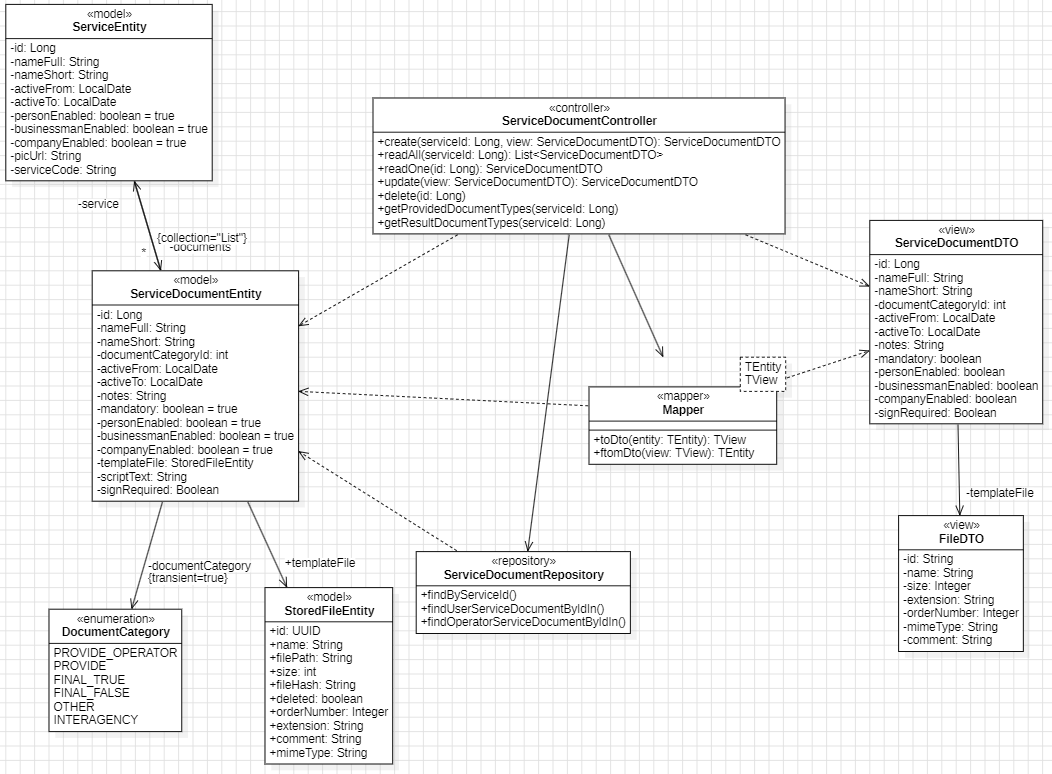 «model»
ServiceEntity
-id: Long
-nameFull: String
-nameShort: String
-activeFrom: LocalDate
-activeTo: LocalDate
-personEnabled: boolean = true
-businessmanEnabled: boolean = true
-companyEnabled: boolean = true
-picUrl: String
-serviceCode: String
-service
{collection="List"}
*
-documents
«controller»
ServiceDocumentController
+create(serviceId: Long, view: ServiceDocumentDTO): ServiceDocumentDTO
+readAll(serviceId: Long): List<ServiceDocumentDTO>
+readOne(id: Long): ServiceDocumentDTO
+update(view: ServiceDocumentDTO): ServiceDocumentDTO
+delete(id: Long)
+getProvidedDocumentTypes(serviceId: Long)
+getResultDocumentTypes(serviceId: Long)
«view»
ServiceDocumentDTO
-id: Long
-nameFull: String
-nameShort: String
-documentCategoryId: int
-activeFrom: LocalDate
-activeTo: LocalDate
-notes: String
-mandatory: boolean
-personEnabled: boolean
-businessmanEnabled: boolean
-companyEnabled: boolean
-signRequired: Boolean
«model»
ServiceDocumentEntity
-id: Long
-nameFull: String
-nameShort: String
-documentCategoryId: int
-activeFrom: LocalDate
-activeTo: LocalDate
-notes: String
-mandatory: boolean = true
-personEnabled: boolean = true
-businessmanEnabled: boolean = true
-companyEnabled: boolean = true
-templateFile: StoredFileEntity
-scriptText: String
-signRequired: Boolean
TEntity
TView
«mapper»
Mapper
+toDto(entity: TEntity): TView
+ftomDto(view: TView): TEntity
-templateFile
«view»
FileDTO
-id: String
-name: String
-size: Integer
-extension: String
-orderNumber: Integer
-mimeType: String
-comment: String
-documentCategory
{transient=true}
+templateFile
«repository»
ServiceDocumentRepository
+findByServiceId()
+findUserServiceDocumentByIdIn()
+findOperatorServiceDocumentByIdIn()
«enumeration»
DocumentCategory
PROVIDE_OPERATOR
PROVIDE
FINAL_TRUE
FINAL_FALSE
OTHER
INTERAGENCY
«model»
StoredFileEntity
+id: UUID
+name: String
+filePath: String
+size: int
+fileHash: String
+deleted: boolean
+orderNumber: Integer
+extension: String
+comment: String
+mimeType: String